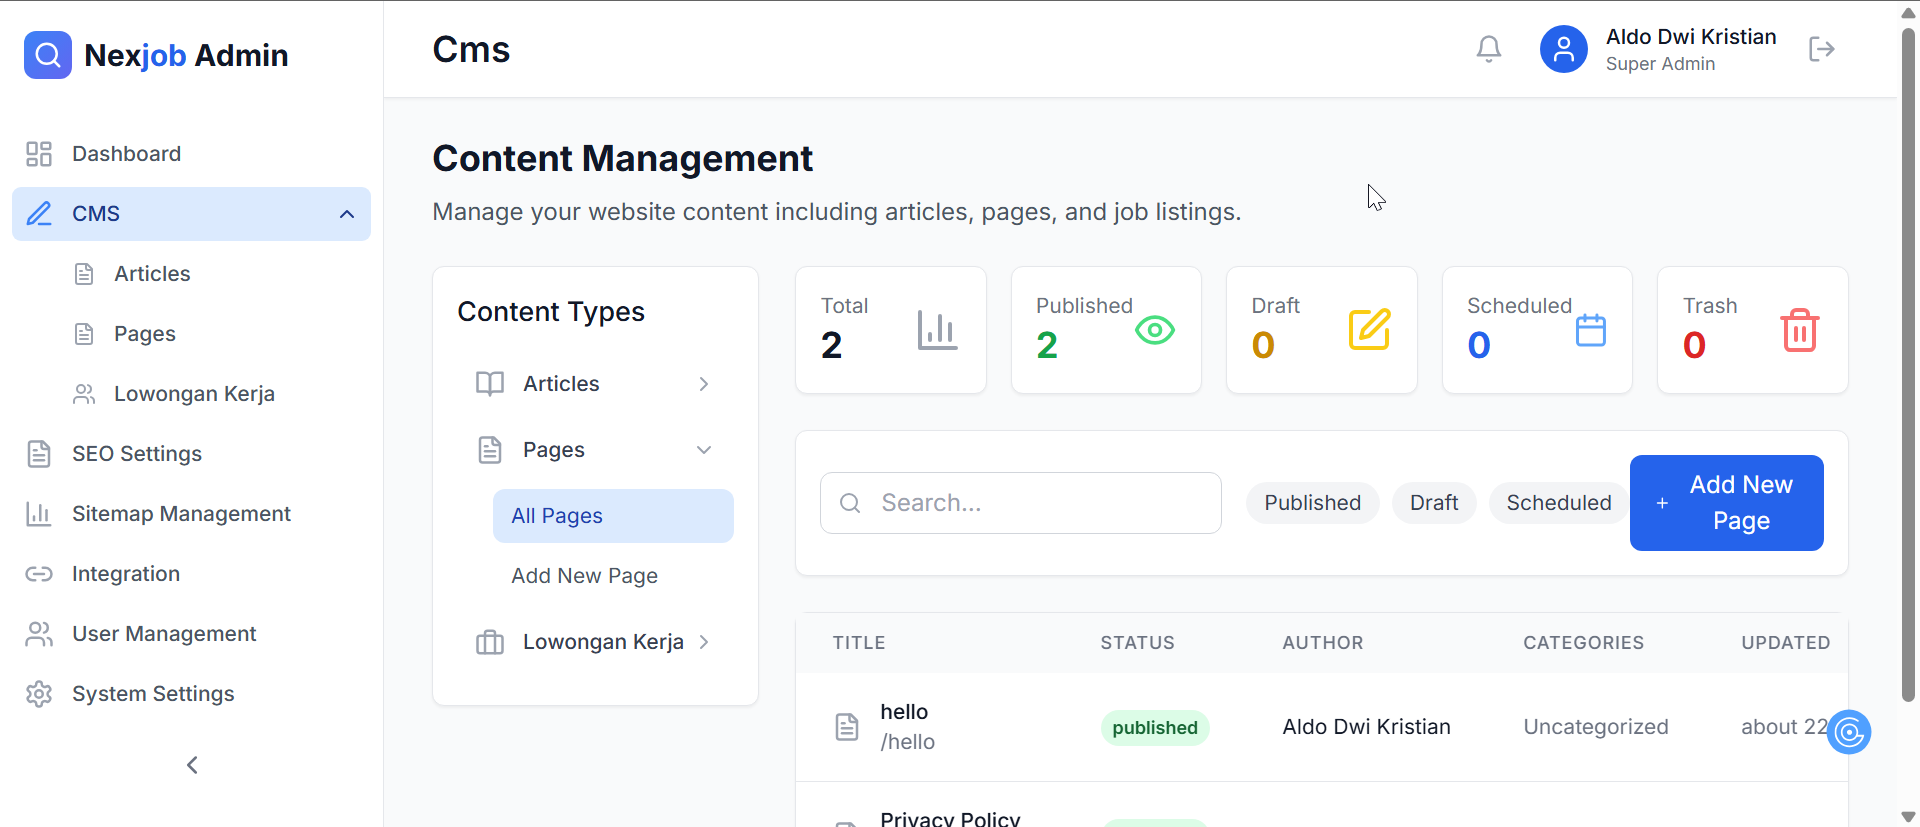 Nexjob Admin
Dashboard
CMS
Articles
Pages
Lowongan Kerja
SEO Settings
Sitemap Management
Integration
User Management
System Settings
Cms
Aldo Dwi Kristian
Super Admin
Content Management
Manage your website content including articles, pages, and job listings.
Content Types
Articles
Pages
All Pages
Add New Page
Lowongan Kerja
Total
2
Published
2
Draft
0
Scheduled
0
Trash
0
Search...
Published
Draft
Scheduled
+ Add New
Page
TITLE STATUS AUTHOR CATEGORIES UPDATED
hello
/hello
published
Aldo Dwi Kristian
Uncategorized
about 22
Privacy Policy